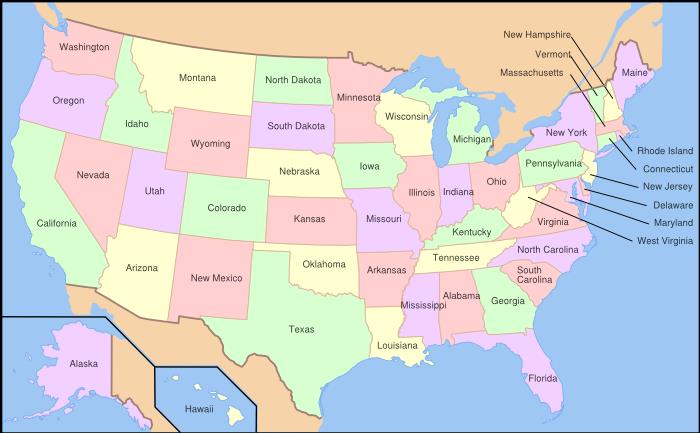 New Hampshire
Vermont
Massachusetts
Washington
Montana
North Dakota
Minnesota
Maine
Oregon
Idaho
Wisconsin
South Dakota
Michigan
New York
Wyoming
Rhode Island
Pennsylvania
Connecticut
Nebraska
Iowa
New Jersey
Nevada
Utah
Illinois
Indiana
Ohio
Delaware
Colorado
California
Kansas
Missouri
Kentucky
Virginia
Maryland
West Virginia
Arizona
New Mexico
Oklahoma
Arkansas
Tennessee
North Carolina
South
Carolina
Mississippi
Alabama
Georgia
Texas
Louisiana
Florida
Alaska
Hawaii